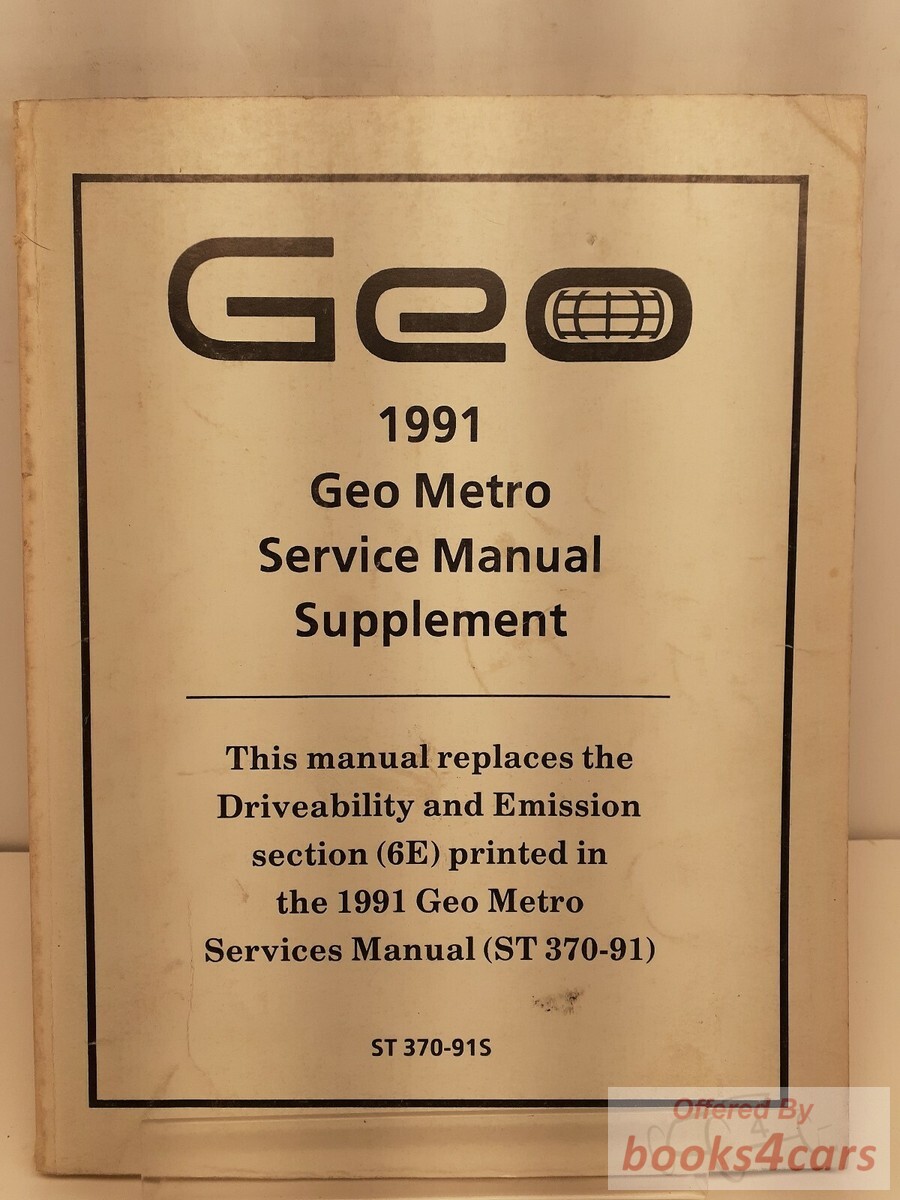 Geo
1991
Geo Metro
Service Manual
Supplement
This manual replaces the
Driveability and Emission
section (6E) printed in
the 1991 Geo Metro
Services Manual (ST 370-91)
ST 370-91S
Offered By
books4cars